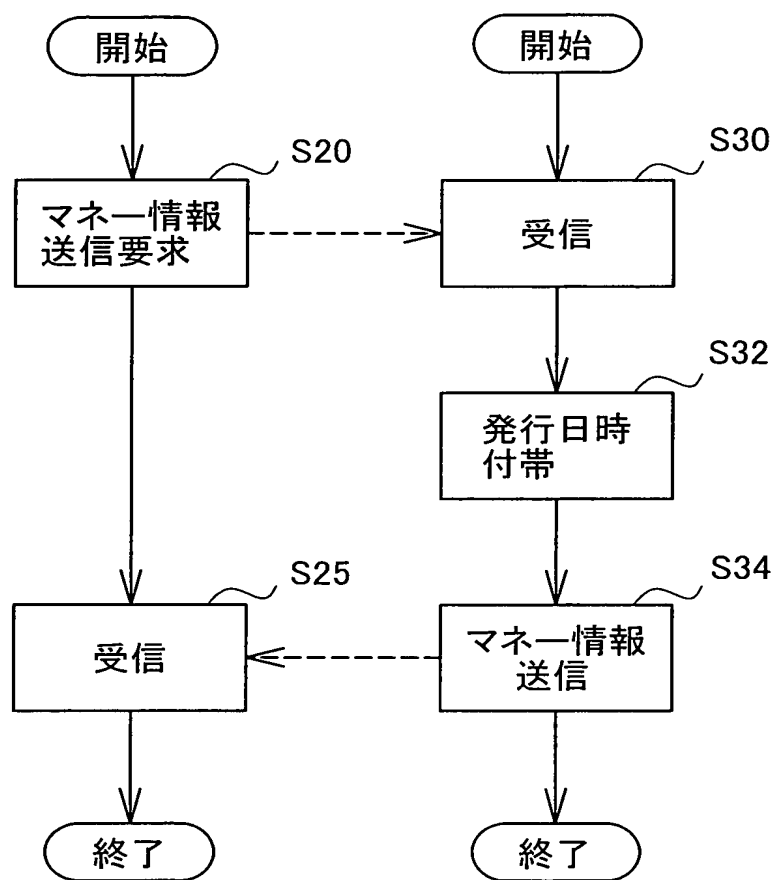 開始
開始
S20
S30
マネー情報
送信要求
受信
S32
発行日時
付帯
S25
S34
受信
マネー情報
送信
終了
終了